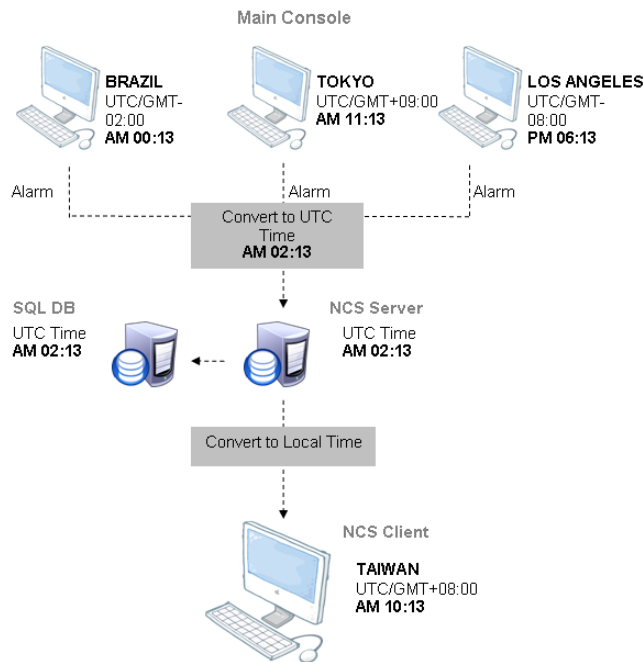 Main Console
BRAZIL
UTC/GMT-
02:00
AM 00:13
TOKYO
UTC/GMT+09:00
AM 11:13
LOS ANGELES
UTC/GMT-
08:00
PM 06:13
Alarm
Alarm
Alarm
Convert to UTC
Time
AM 02:13
SQL DB
UTC Time
AM 02:13
NCS Server
UTC Time
AM 02:13
Convert to Local Time
NCS Client
TAIWAN
UTC/GMT+08:00
AM 10:13